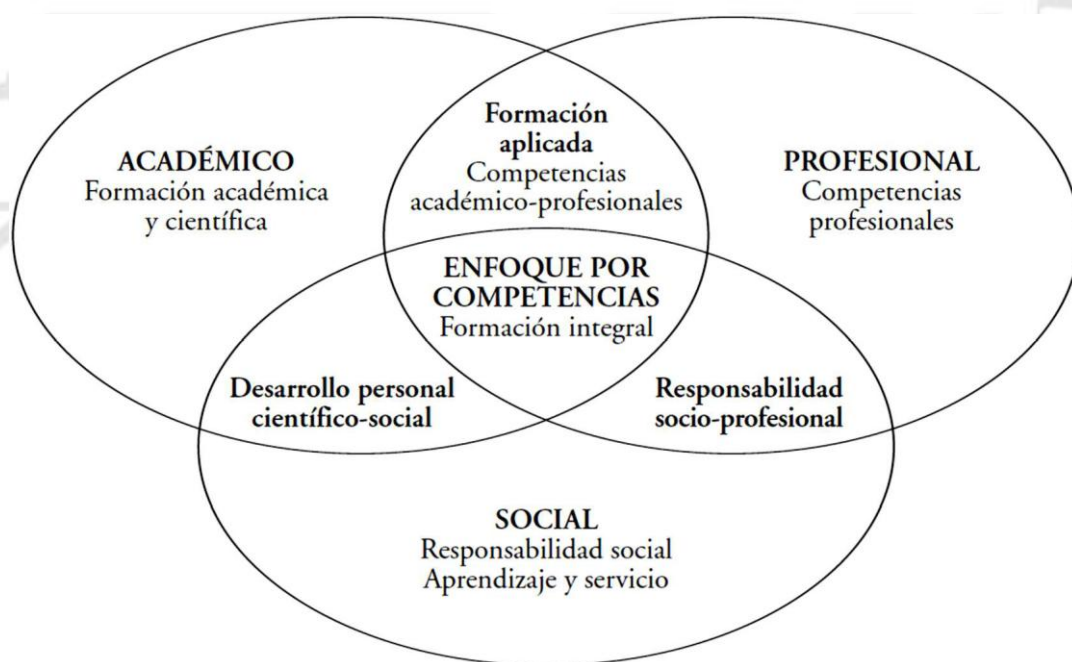 ACADÉMICO
Formación académica
y científica
Formación
aplicada
Competencias
académico-profesionales
PROFESIONAL
Competencias
profesionales
ENFOQUE POR
COMPETENCIAS
Formación integral
Desarrollo personal
científico-social
Responsabilidad
socio-profesional
SOCIAL
Responsabilidad social
Aprendizaje y servicio